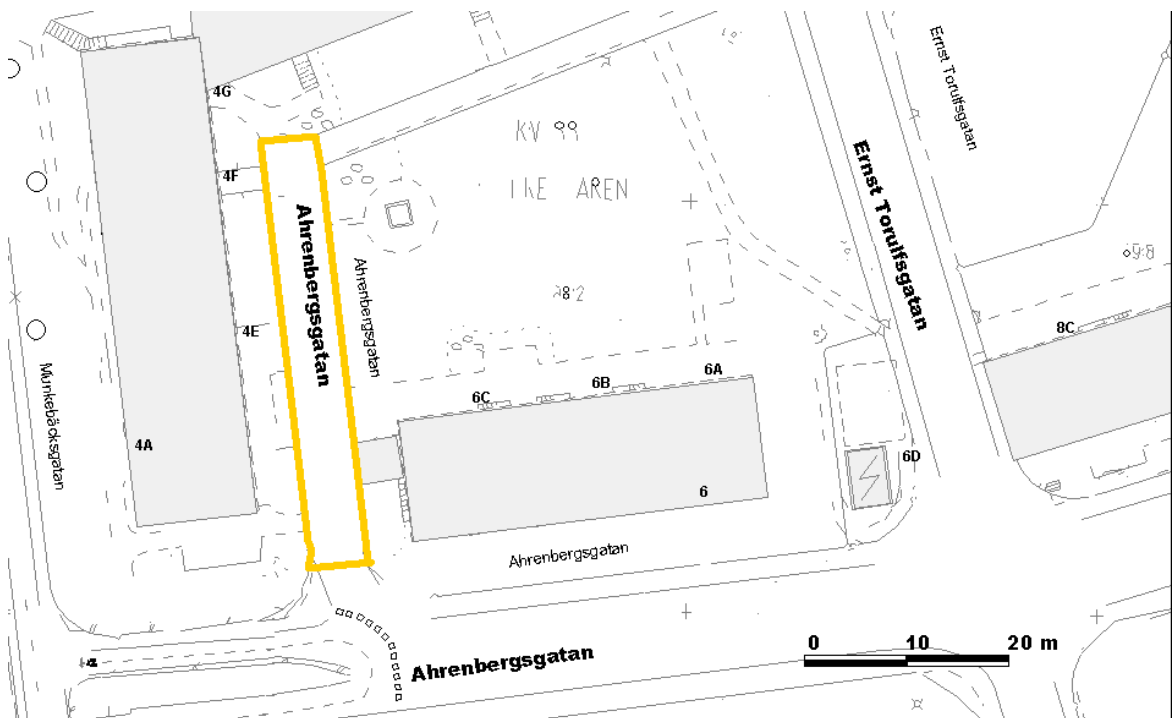 Ernst Torulfsgatan
4G
KV 99
4F
Ernst Torulfsgatan
AREN
Ahrenbergsgatan
Ahrenbergsgatan
4E
8C
Munkebäcksgatan
6A
6B
6C
4A
6D
6
Ahrenbergsgatan
0 10 20 m
Ahrenbergsgatan